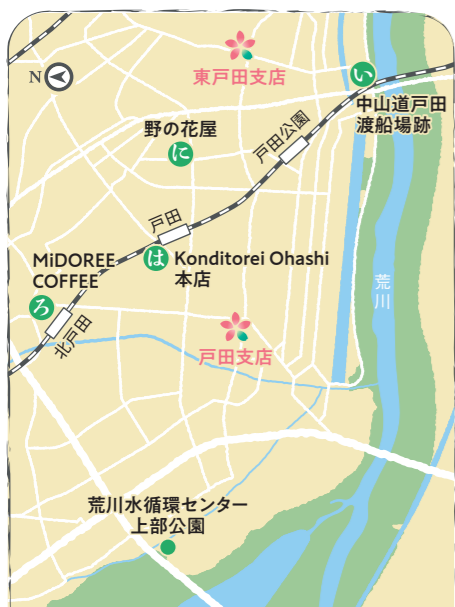 東戸田支店
N
い
中山道戸田
渡船場跡
野の花屋
に
戸田公園
戸田
は
Konditorei Ohashi
本店
MiDOREE
COFFEE
ろ
北戸田
荒川
戸田支店
荒川水循環センター
上部公園